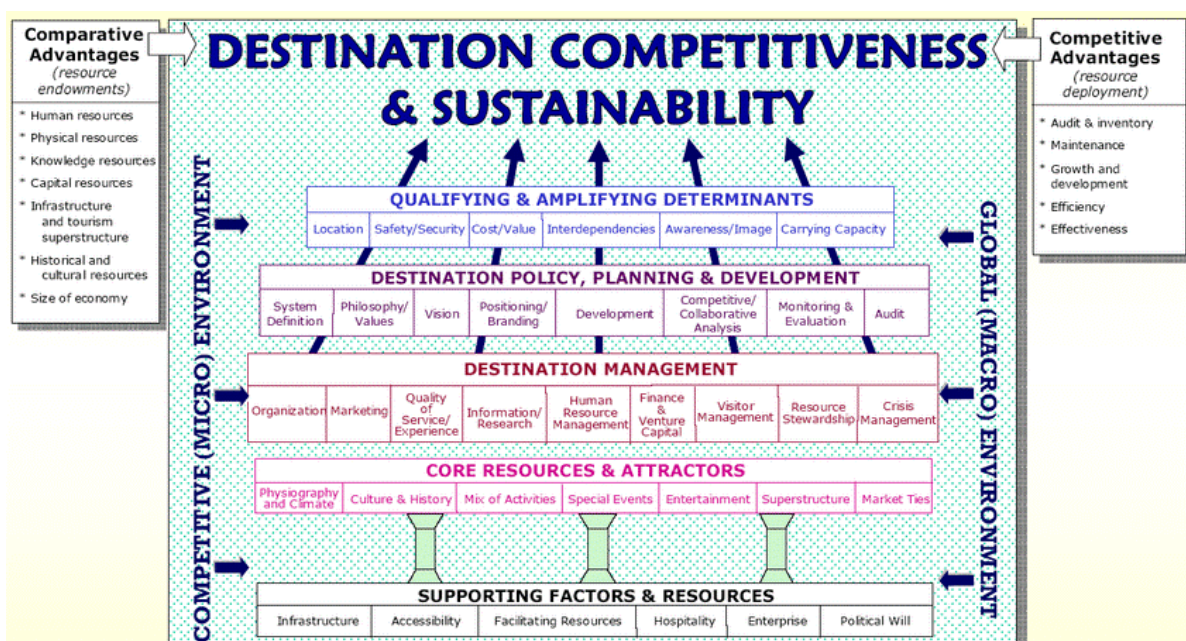 Comparative
Advantages
(resource
endowments)
* Human resources
* Physical resources
* Knowledge resources
* Capital resources
* Infrastructure
and tourism
superstructure
* Historical and
cultural resources
* Size of economy
DESTINATION COMPETITIVENESS
& SUSTAINABILITY
Competitive
Advantages
(resource
deployment)
* Audit & inventory
* Maintenance
* Growth and
development
* Efficiency
* Effectiveness
COMPETITIVE (MICRO) ENVIRONMENT
GLOBAL (MACRO) ENVIRONMENT
QUALIFYING & AMPLIFYING DETERMINANTS
Location Safety/Security Cost/Value Interdependencies Awareness/Image Carrying Capacity
DESTINATION POLICY, PLANNING & DEVELOPMENT
System
Definition
Philosophy/
Values
Vision
Positioning/
Branding
Development
Competitive/
Collaborative
Analysis
Monitoring &
Evaluation
Audit
DESTINATION MANAGEMENT
Organization
Marketing
Quality
of
Service/
Experience
Information/
Research
Human
Resource
Management
Finance
&
Venture
Capital
Visitor
Management
Resource
Stewardship
Crisis
Management
CORE RESOURCES & ATTRACTORS
Physiography
and Climate
Culture & History
Mix of Activities
Special Events
Entertainment
Superstructure
Market Ties
SUPPORTING FACTORS & RESOURCES
Infrastructure Accessibility Facilitating Resources Hospitality Enterprise Political Will